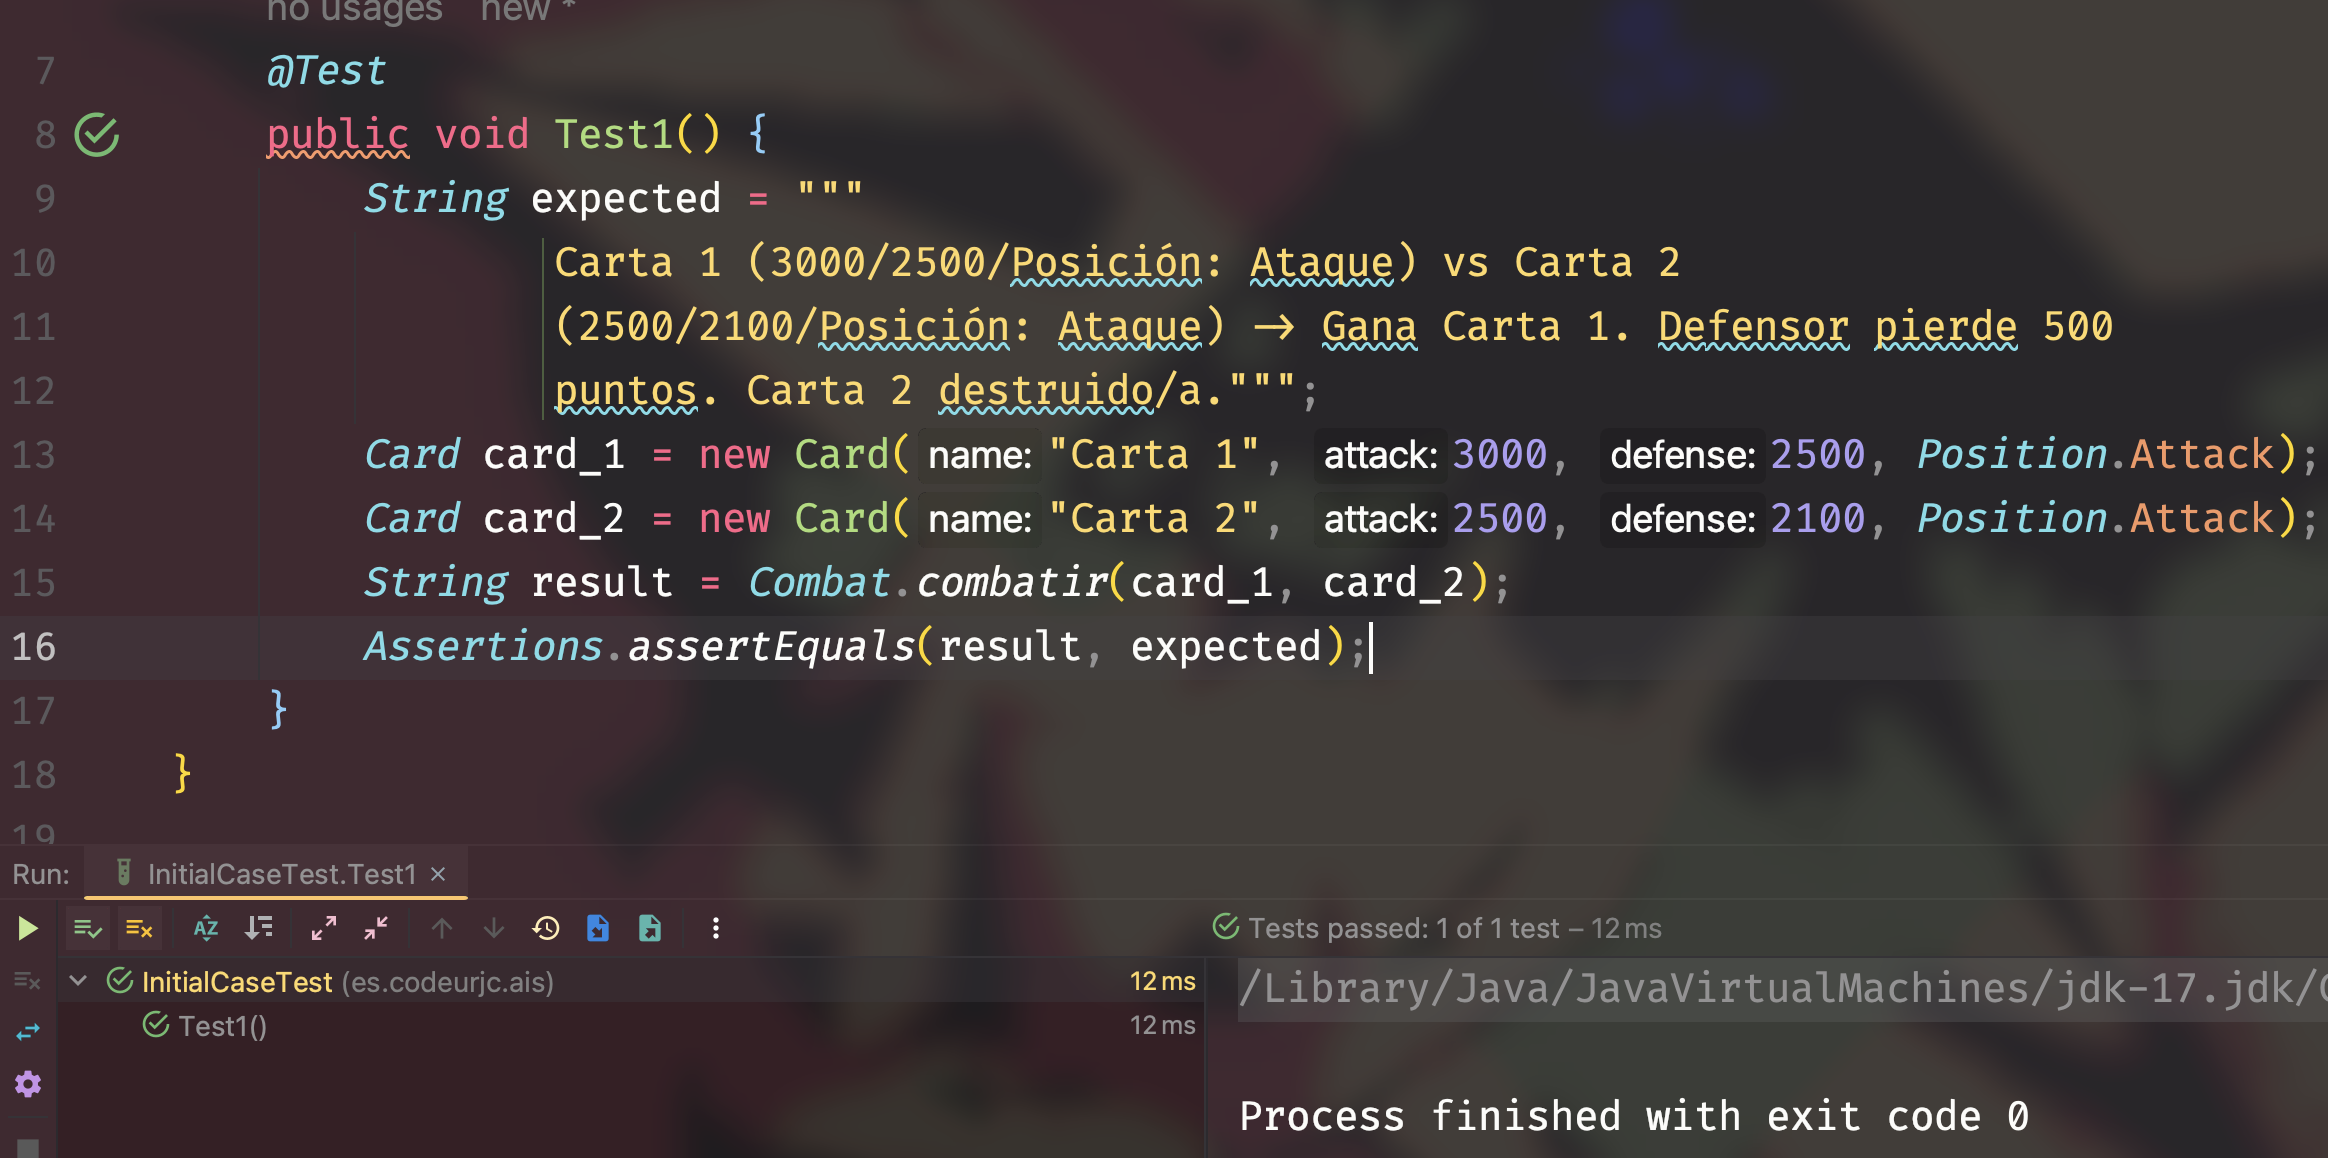 no usages new *
7 @Test
8 public void Test1() {
9 String expected = """
10 Carta 1 (3000/2500/Posición: Ataque) vs Carta 2
11 (2500/2100/Posición: Ataque) -> Gana Carta 1. Defensor pierde 500
12 puntos. Carta 2 destruido/a.""";
13 Card card_1 = new Card( name: "Carta 1", attack: 3000, defense: 2500, Position.Attack);
14 Card card_2 = new Card( name: "Carta 2", attack: 2500, defense: 2100, Position.Attack);
15 String result = Combat.combatir(card_1, card_2);
16 Assertions.assertEquals(result, expected);
17 }
18 }
19
Run: InitialCaseTest.Test1 ×
Tests passed: 1 of 1 test – 12 ms
InitialCaseTest (es.codeurjc.ais) 12 ms
Test1() 12 ms
/Library/Java/JavaVirtualMachines/jdk-17.jdk/
Process finished with exit code 0